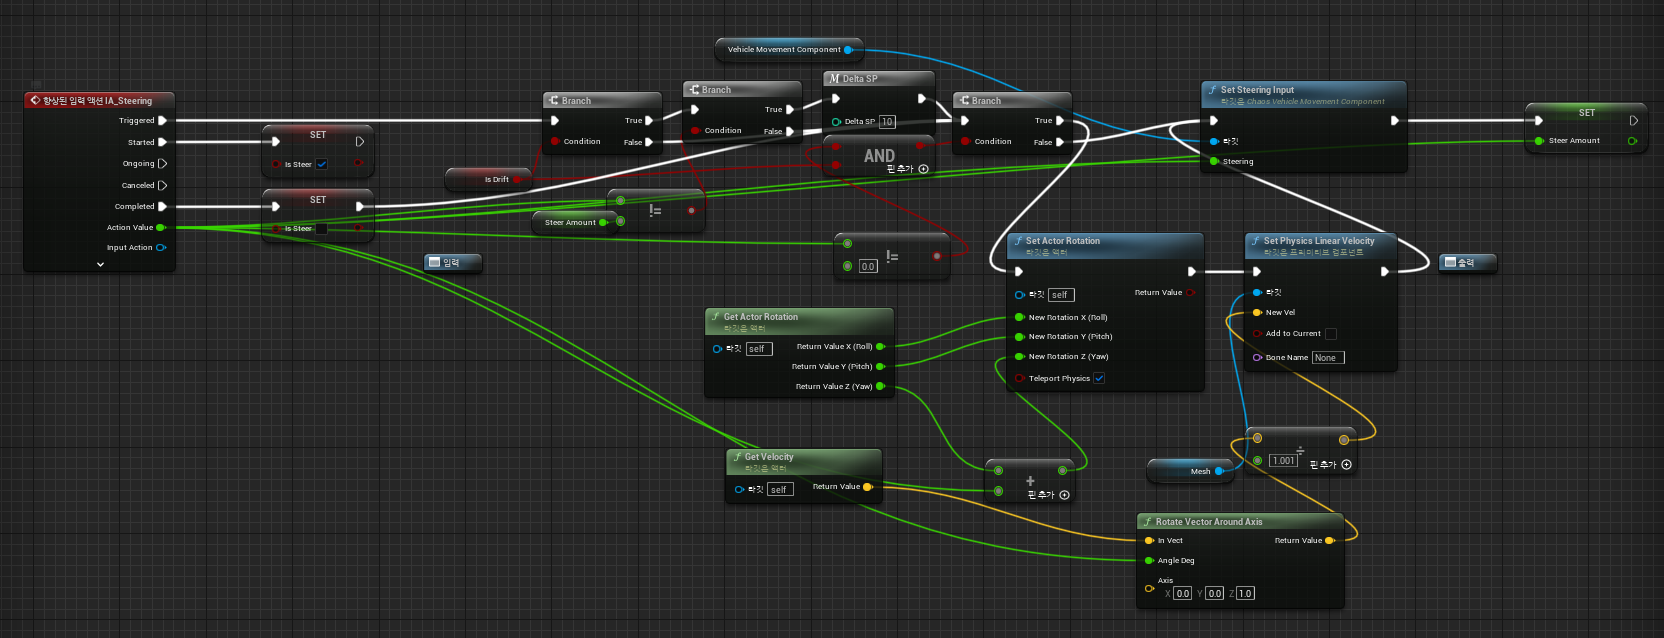 Vehicle Movement Component
향상된 입력 액션 IA_Steering
Triggered
Started
Ongoing
Canceled
Completed
Action Value
Input Action
SET
Is Steer
SET
Is Steer
입력
Is Drift
Branch
True
Condition
False
Branch
True
Condition
False
Delta SP
Delta SP 10
Branch
True
Condition
False
AND
핀 추가
Steer Amount
!=
!=
0.0
Set Steering Input
타깃은 Chaos Vehicle Movement Component
타깃
Steering
SET
Steer Amount
Set Actor Rotation
타깃은 액터
타깃 self
Return Value
New Rotation X (Roll)
New Rotation Y (Pitch)
New Rotation Z (Yaw)
Teleport Physics
Set Physics Linear Velocity
타깃은 프리미티브 컴포넌트
타깃
New Vel
Add to Current
Bone Name None
출력
Get Actor Rotation
타깃은 액터
타깃 self
Return Value X (Roll)
Return Value Y (Pitch)
Return Value Z (Yaw)
Get Velocity
타깃은 액터
타깃 self
Return Value
+
핀 추가
Mesh
÷
1.001
핀 추가
Rotate Vector Around Axis
In Vect
Return Value
Angle Deg
Axis
X 0.0 Y 0.0 Z 1.0